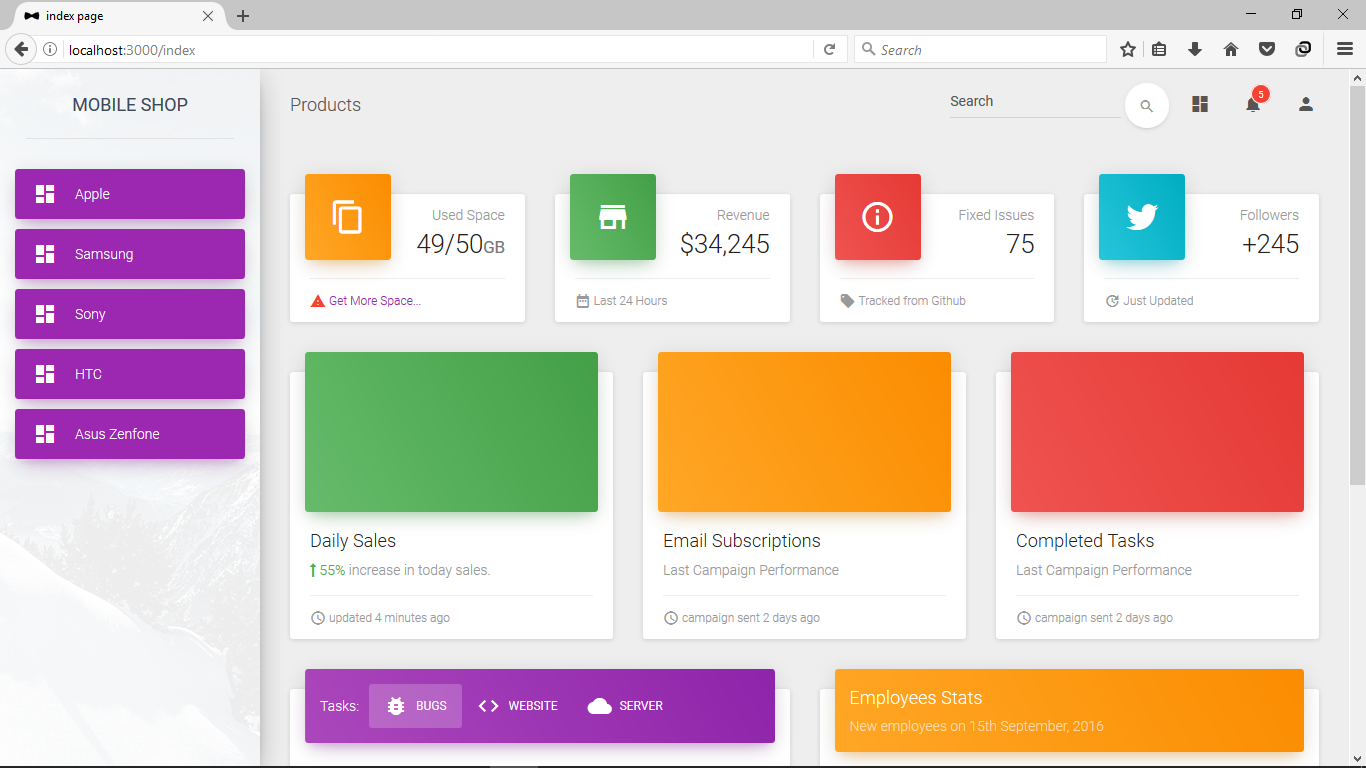 index page
localhost:3000/index
Search
MOBILE SHOP
Apple
Samsung
Sony
HTC
Asus Zenfone
Products
Search
5
Used Space
49/50GB
Get More Space...
Revenue
$34,245
Last 24 Hours
Fixed Issues
75
Tracked from Github
Followers
+245
Just Updated
Daily Sales
55% increase in today sales.
updated 4 minutes ago
Email Subscriptions
Last Campaign Performance
campaign sent 2 days ago
Completed Tasks
Last Campaign Performance
campaign sent 2 days ago
Tasks: BUGS WEBSITE SERVER
Employees Stats
New employees on 15th September, 2016